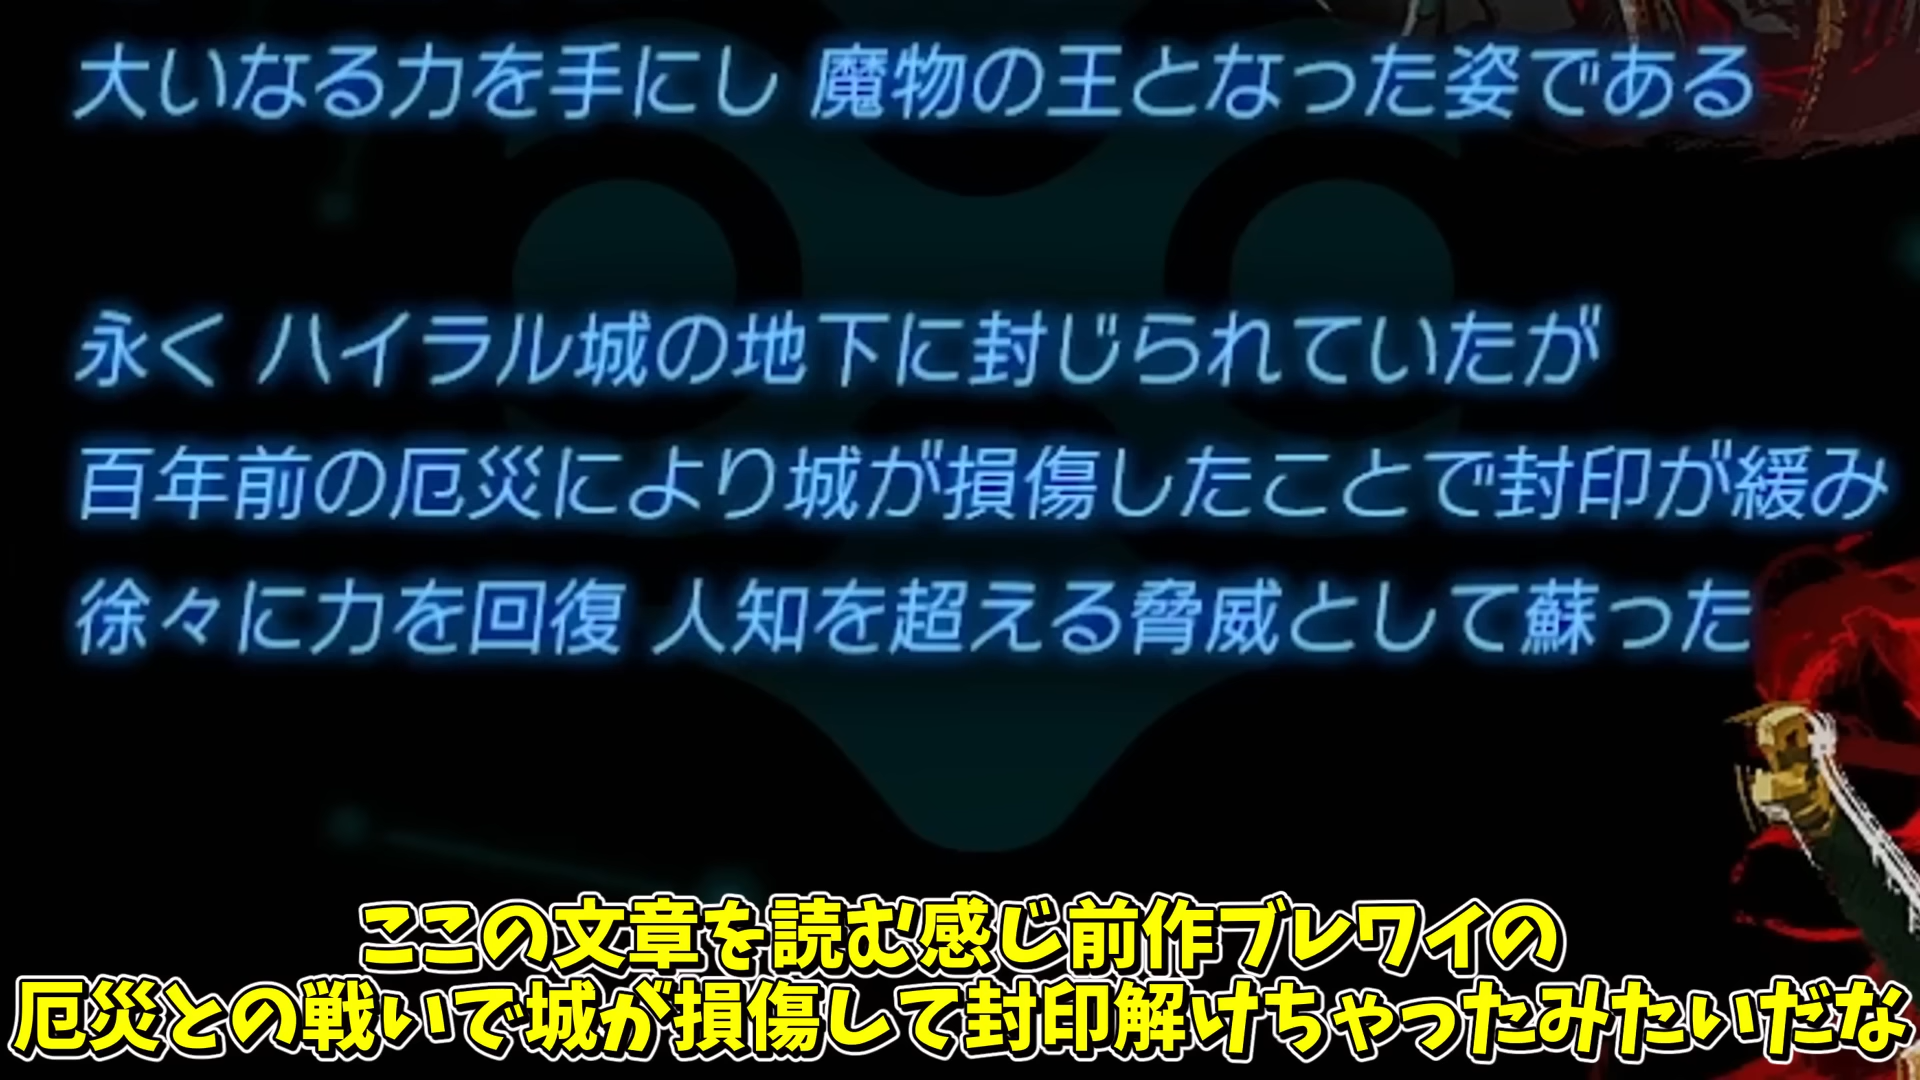 大いなる力を手にし 魔物の王となった姿である
永く ハイラル城の地下に封じられていたが
百年前の厄災により城が損傷したことで封印が緩み
徐々に力を回復 人知を超える脅威として蘇った
ここの文章を読む感じ前作ブレワイの
厄災との戦いで城が損傷して封印解けちゃったみたいだな